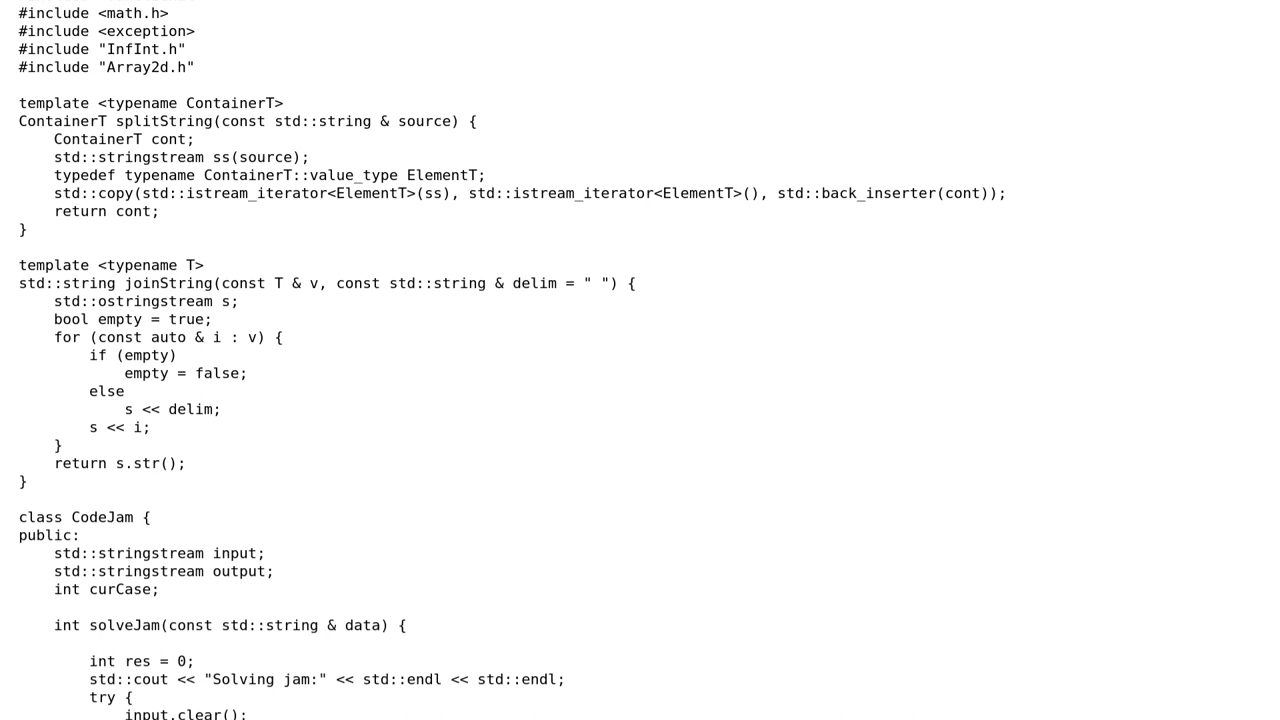 #include <math.h>
#include <exception>
#include "InfInt.h"
#include "Array2d.h"

template <typename ContainerT>
ContainerT splitString(const std::string & source) {
    ContainerT cont;
    std::stringstream ss(source);
    typedef typename ContainerT::value_type ElementT;
    std::copy(std::istream_iterator<ElementT>(ss), std::istream_iterator<ElementT>(), std::back_inserter(cont));
    return cont;
}

template <typename T>
std::string joinString(const T & v, const std::string & delim = " ") {
    std::ostringstream s;
    bool empty = true;
    for (const auto & i : v) {
        if (empty)
            empty = false;
        else
            s << delim;
        s << i;
    }
    return s.str();
}

class CodeJam {
public:
    std::stringstream input;
    std::stringstream output;
    int curCase;

    int solveJam(const std::string & data) {

        int res = 0;
        std::cout << "Solving jam:" << std::endl << std::endl;
        try {
            input.clear();